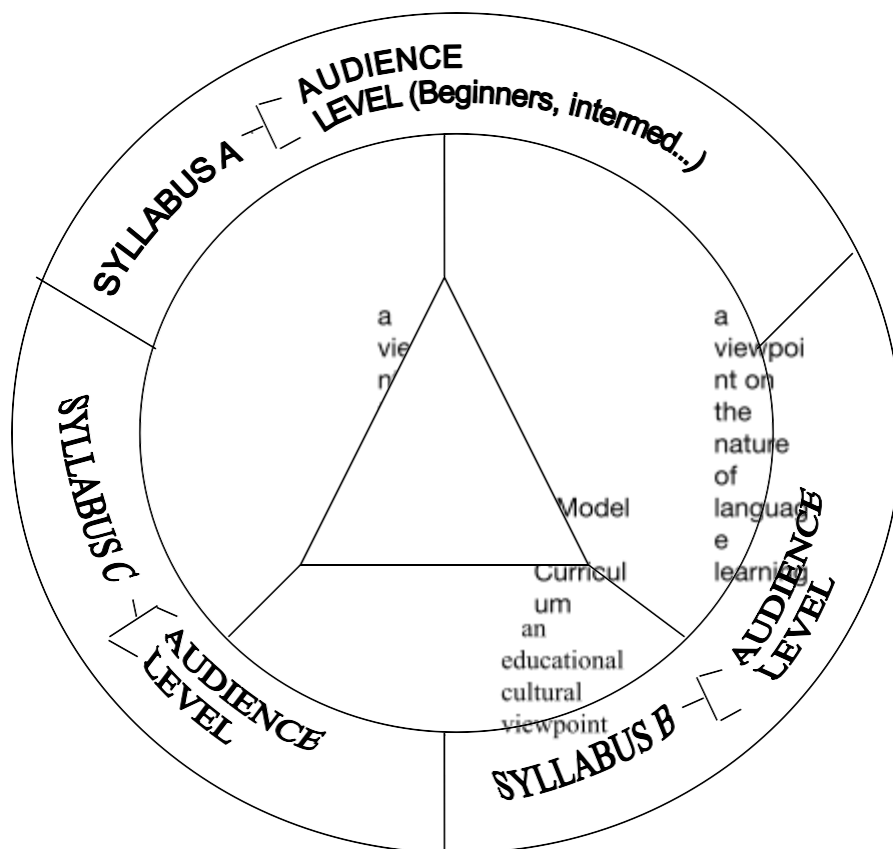 AUDIENCE
LEVEL (Beginners, intermed...)
SYLLABUS A
a
vie
a
viewpoi
nt on
the
nature
of
languag
e
learning
Model
Curricul
um
an
educational
cultural
viewpoint
SYLLABUS C
AUDIENCE
LEVEL
SYLLABUS B
AUDIENCE
LEVEL